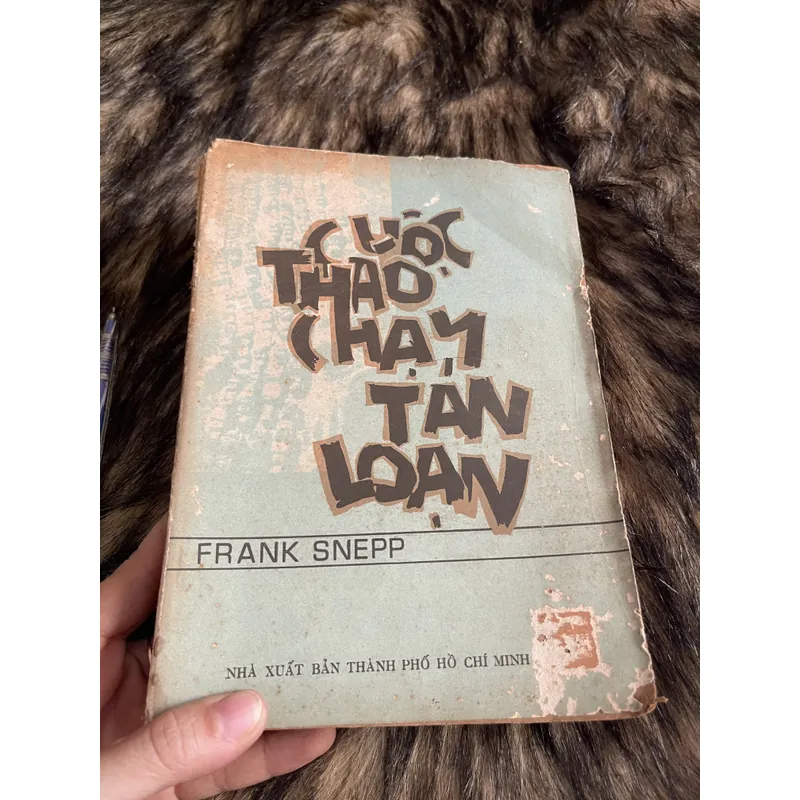 CUỘC
THÁO
CHẠY
TÁN
LOẠN
FRANK SNEPP
NHÀ XUẤT BẢN THÀNH PHỐ HỒ CHÍ MINH